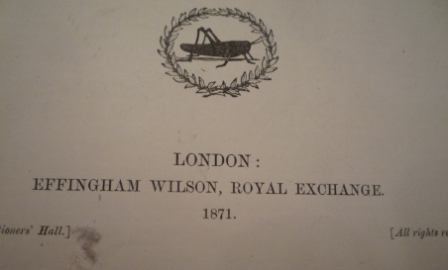 LONDON:
EFFINGHAM WILSON, ROYAL EXCHANGE.
1871.
Hall.] [All rights